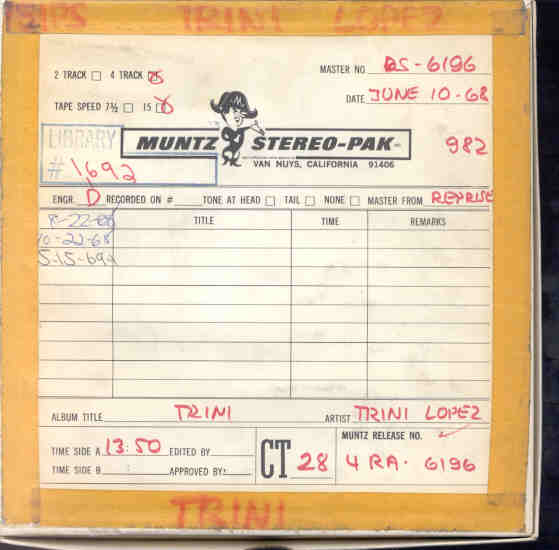 TRINI LOPEZ
2 TRACK 4 TRACK MASTER NO RS-6196
TAPE SPEED 7½ 15 DATE JUNE 10-68
LIBRARY MUNTZ STEREO-PAK 982
# 1692 VAN NUYS, CALIFORNIA 91406
ENGR. D RECORDED ON # TONE AT HEAD TAIL NONE MASTER FROM REPRISE
8-22-68 TITLE TIME REMARKS
10-22-68
5-15-69
ALBUM TITLE TRINI ARTIST TRINI LOPEZ
TIME SIDE A 13:50 EDITED BY CT 28 MUNTZ RELEASE NO.
TIME SIDE B APPROVED BY: 4 RA. 6196
TRINI